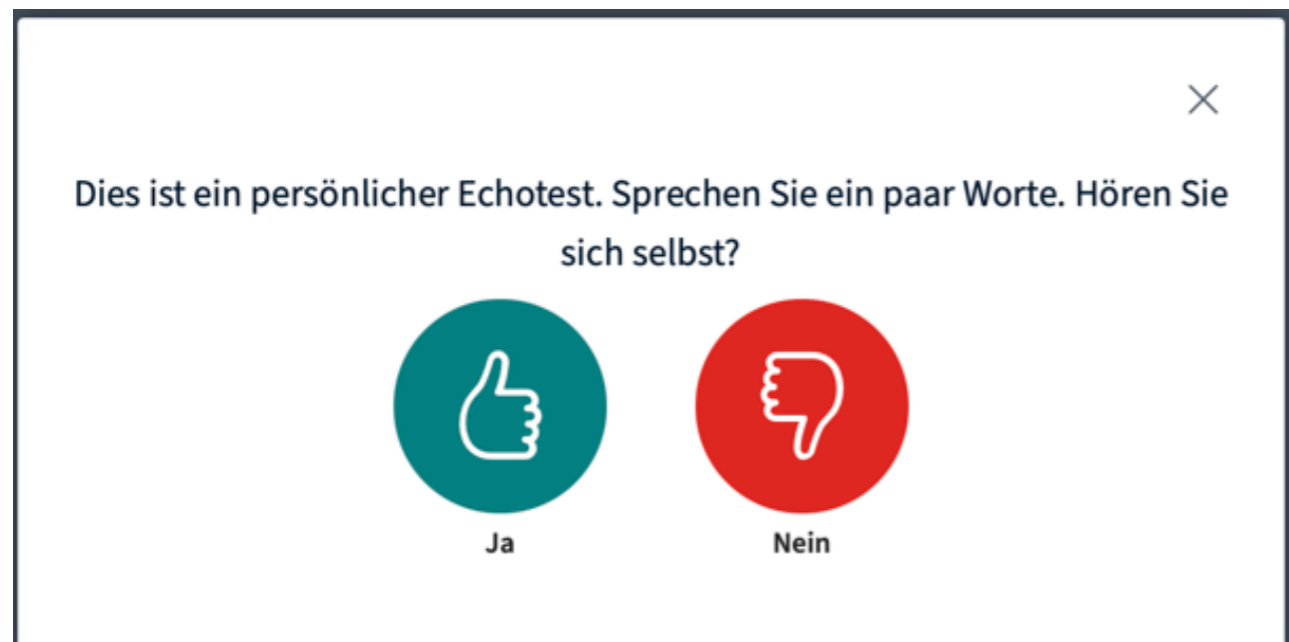 Dies ist ein persönlicher Echotest. Sprechen Sie ein paar Worte. Hören Sie
sich selbst?
Ja
Nein